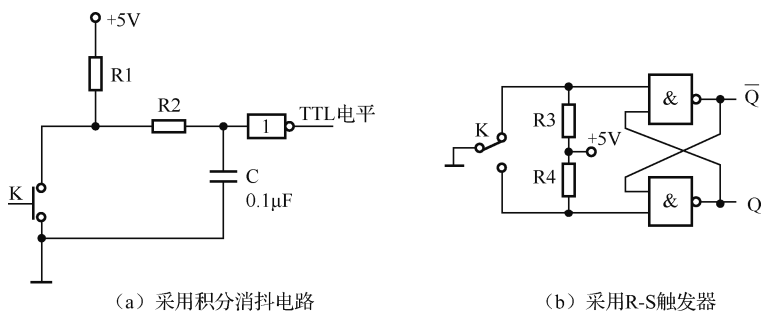 +5V
R1
R2
1
TTL电平
K
C
0.1μF
(a) 采用积分消抖电路
&
Q
R3
K
+5V
R4
&
Q
(b) 采用R-S触发器